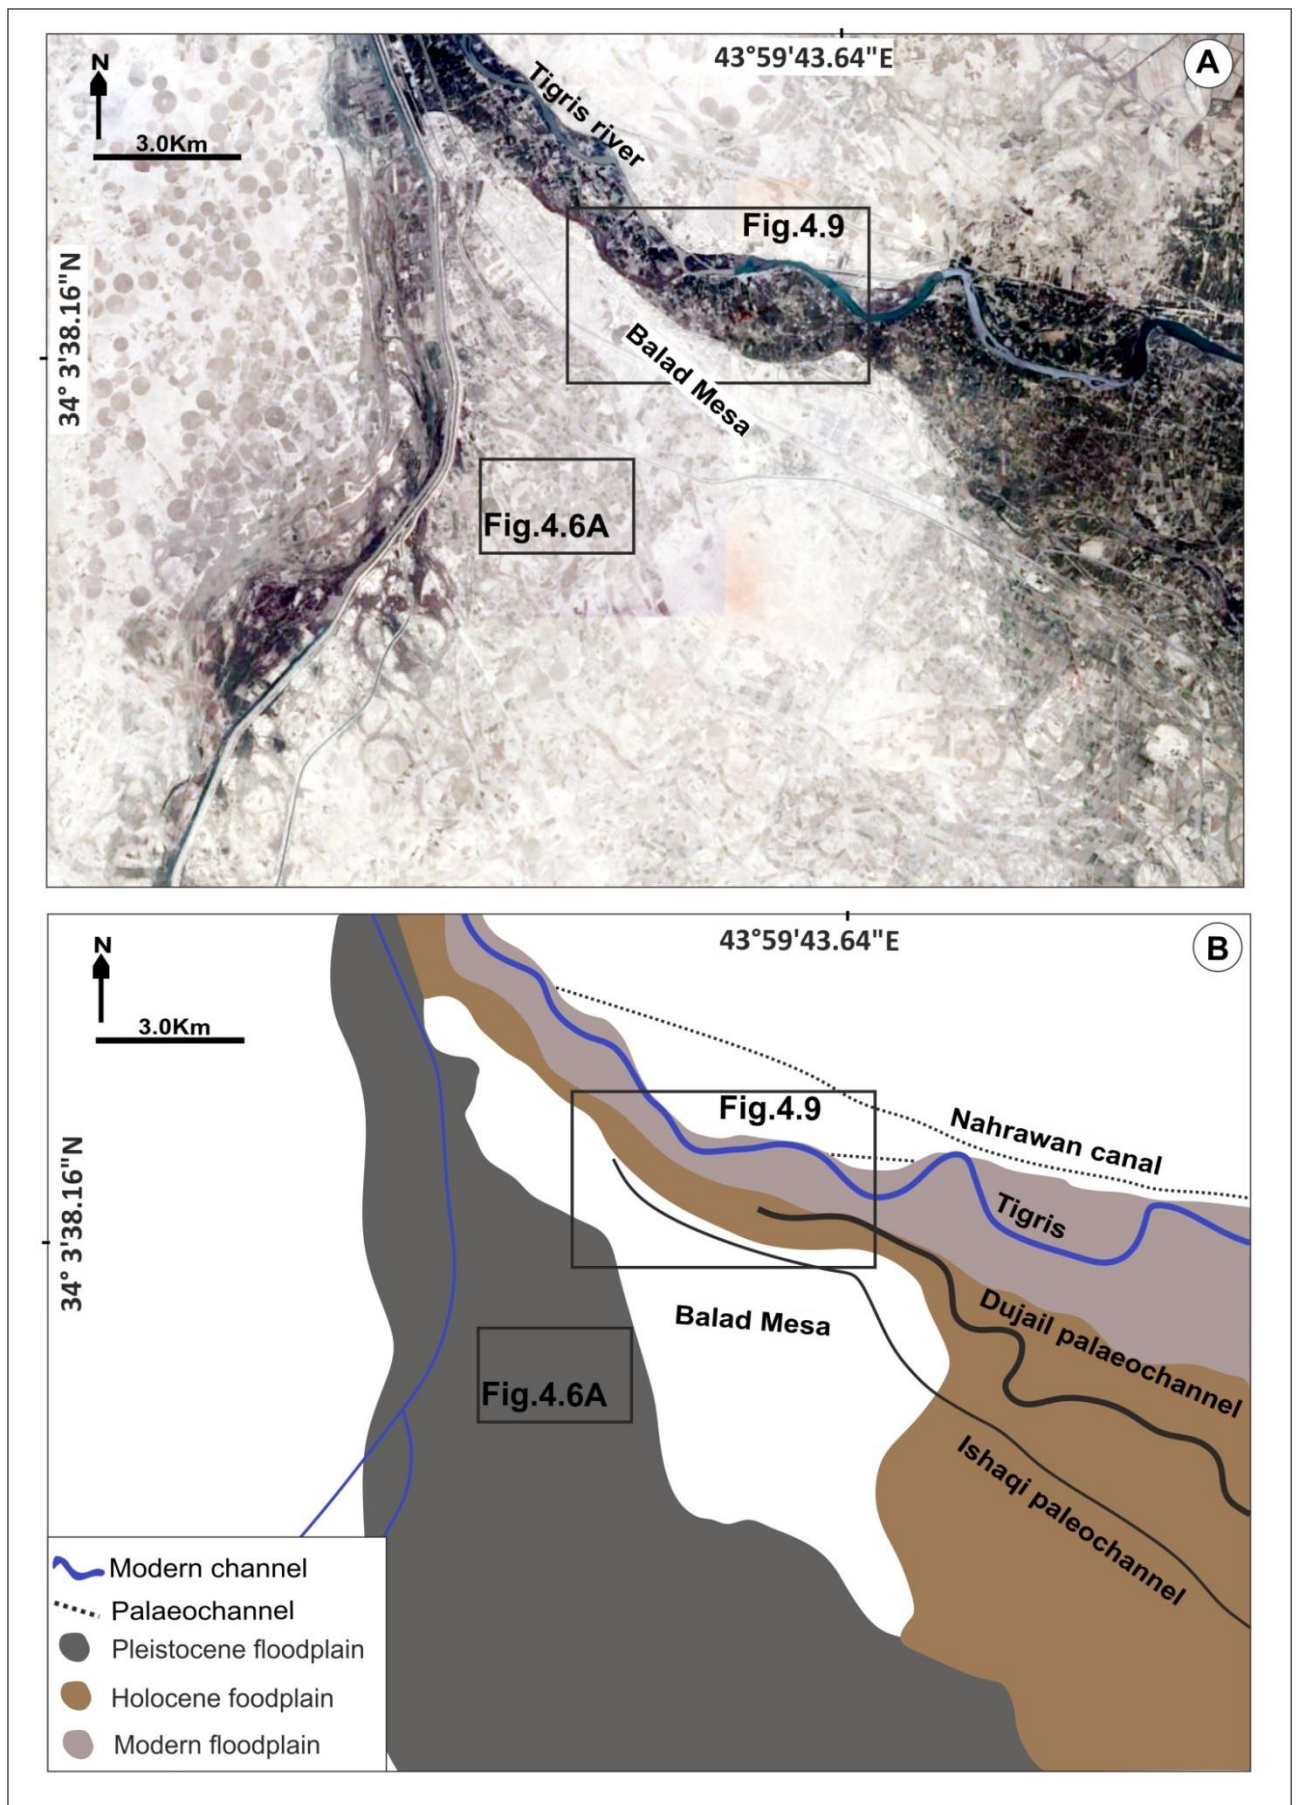 43°59'43.64"E
A
N
3.0Km
Tigris river
Fig.4.9
34° 3'38.16"N
Balad Mesa
Fig.4.6A
43°59'43.64"E
B
N
3.0Km
Fig.4.9
Nahrawan canal
34° 3'38.16"N
Tigris
Balad Mesa
Dujail palaeochannel
Fig.4.6A
Ishaqi paleochannel
Modern channel
Palaeochannel
Pleistocene floodplain
Holocene foodplain
Modern floodplain